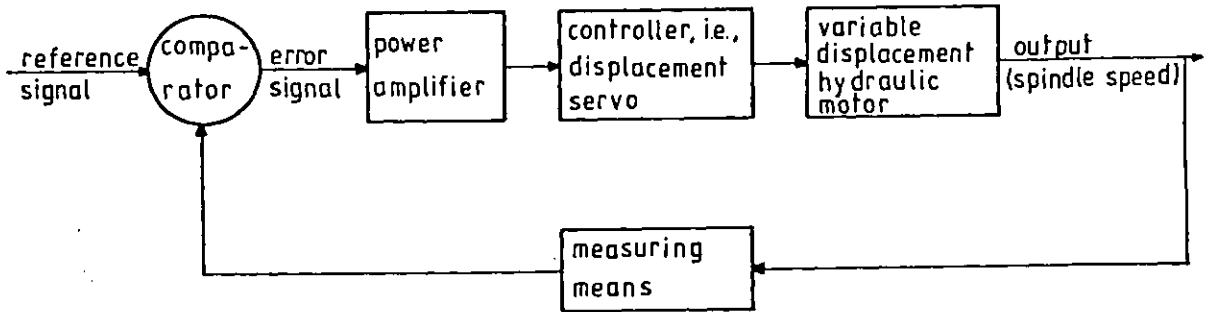 reference
signal
compa-
rator
error
signal
power
amplifier
controller, i.e.,
displacement
servo
variable
displacement
hydraulic
motor
output
(spindle speed)
measuring
means